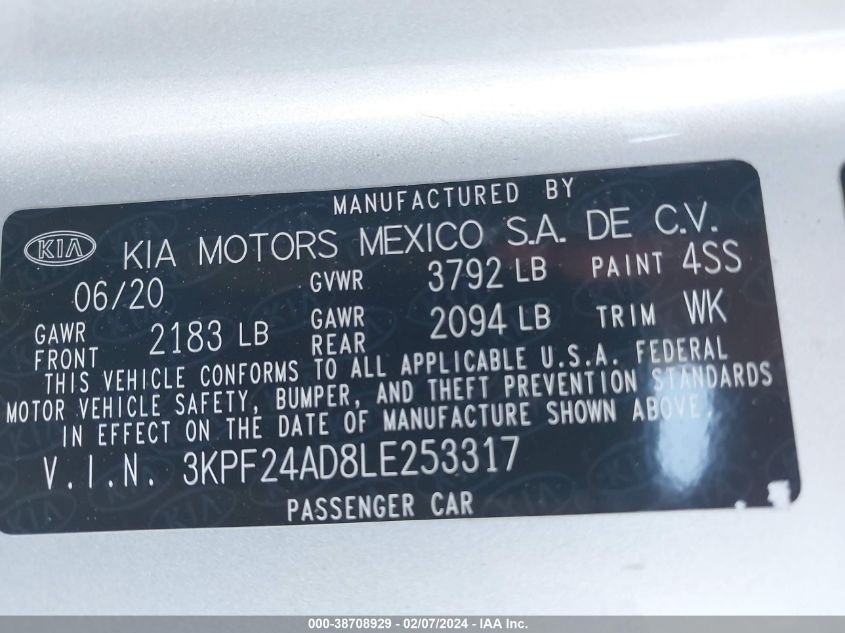 MANUFACTURED BY
KIA KIA MOTORS MEXICO S.A. DE C.V.
06/20 GVWR 3792 LB PAINT 4SS
GAWR FRONT 2183 LB GAWR REAR 2094 LB TRIM WK
THIS VEHICLE CONFORMS TO ALL APPLICABLE U.S.A. FEDERAL
MOTOR VEHICLE SAFETY, BUMPER, AND THEFT PREVENTION STANDARDS
IN EFFECT ON THE DATE OF MANUFACTURE SHOWN ABOVE.
V.I.N. 3KPF24AD8LE253317
PASSENGER CAR
000-38708929 - 02/07/2024 - IAA Inc.